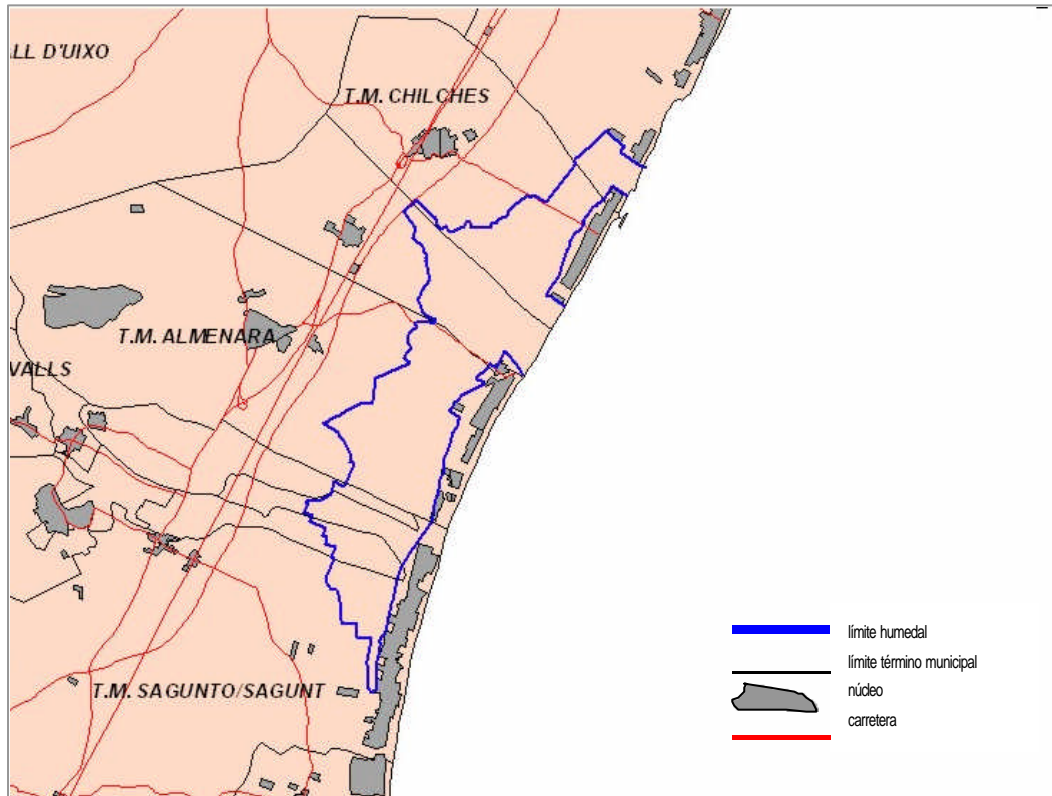 LL D'UIXO
T.M. CHILCHES
T.M. ALMENARA
VALLS
T.M. SAGUNTO/SAGUNT
límite humedal
límite término municipal
núcleo
carretera